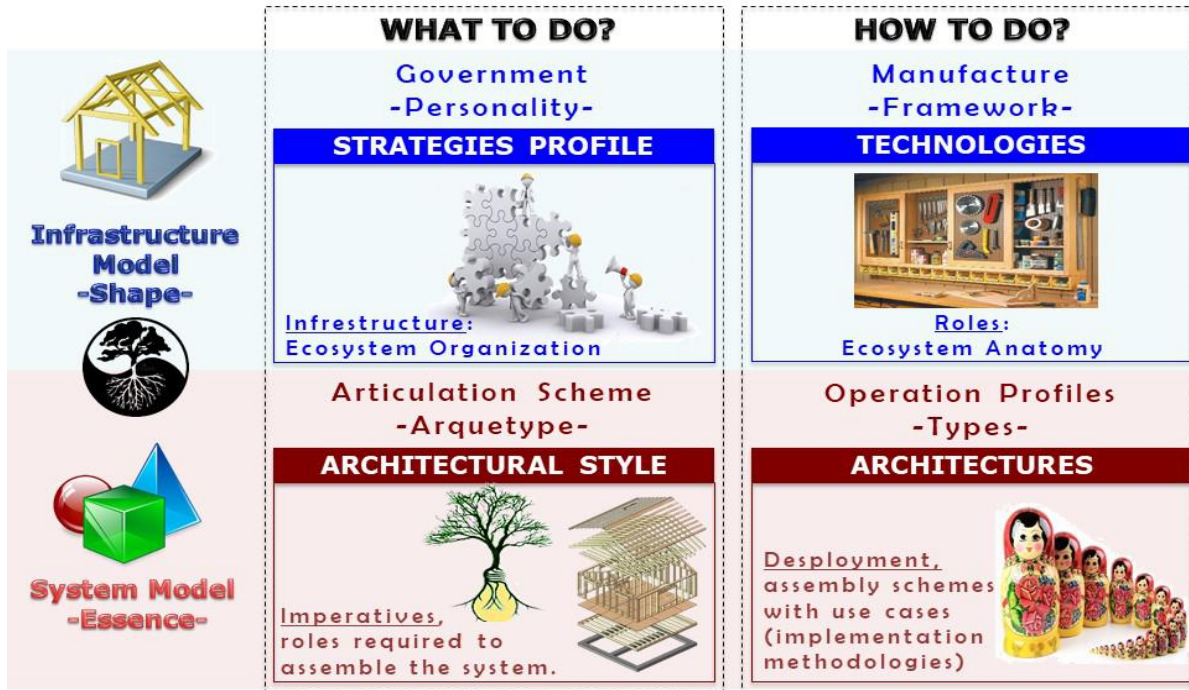 WHAT TO DO?
HOW TO DO?
Infrastructure
Model
-Shape-
Government
-Personality-
STRATEGIES PROFILE
Infrestructure:
Ecosystem Organization
Manufacture
-Framework-
TECHNOLOGIES
Roles:
Ecosystem Anatomy
System Model
-Essence-
Articulation Scheme
-Arquetype-
ARCHITECTURAL STYLE
Imperatives,
roles required to
assemble the system.
Operation Profiles
-Types-
ARCHITECTURES
Desployment,
assembly schemes
with use cases
(implementation
methodologies)